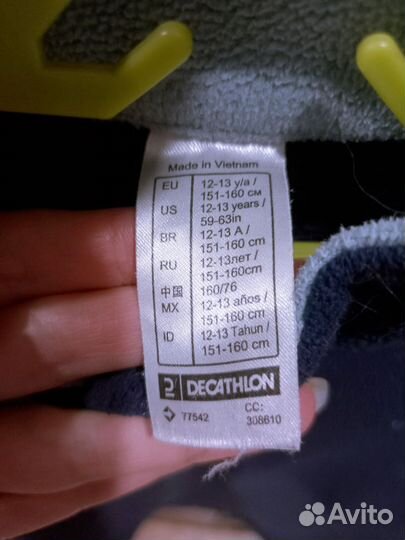 Made in Vietnam
EU 12-13 y/a /
151-160 см
US 12-13 years /
59-63in
BR 12-13 A /
151-160 cm
RU 12-13лет /
151-160cm
中国 160/76
MX 12-13 años /
151-160 cm
ID 12-13 Tahun /
151-160 cm
DECATHLON
77542 CC:
308610
Avito